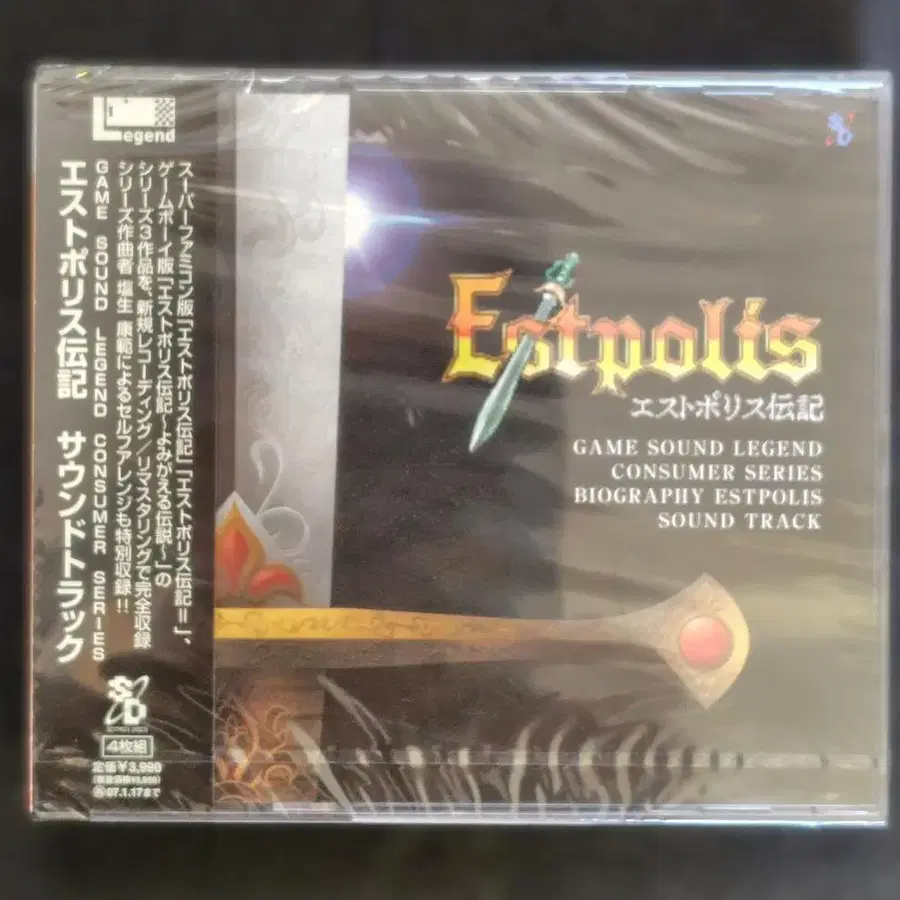 Legend
スーパーファミコン版「エストポリス伝記」「エストポリス伝記Ⅱ」、
ゲームボーイ版「エストポリス伝記〜よみがえる伝説〜」の
シリーズ3作品を、新規レコーディング/リマスタリングで完全収録
シリーズ作曲者 塩生 康範によるセルフアレンジも特別収録!!
GAME SOUND LEGEND CONSUMER SERIES
エストポリス伝記 サウンドトラック
SD
4枚組
定価¥3,990
07.1.17まで
SD
Estpolis
エストポリス伝記
GAME SOUND LEGEND
CONSUMER SERIES
BIOGRAPHY ESTPOLIS
SOUND TRACK